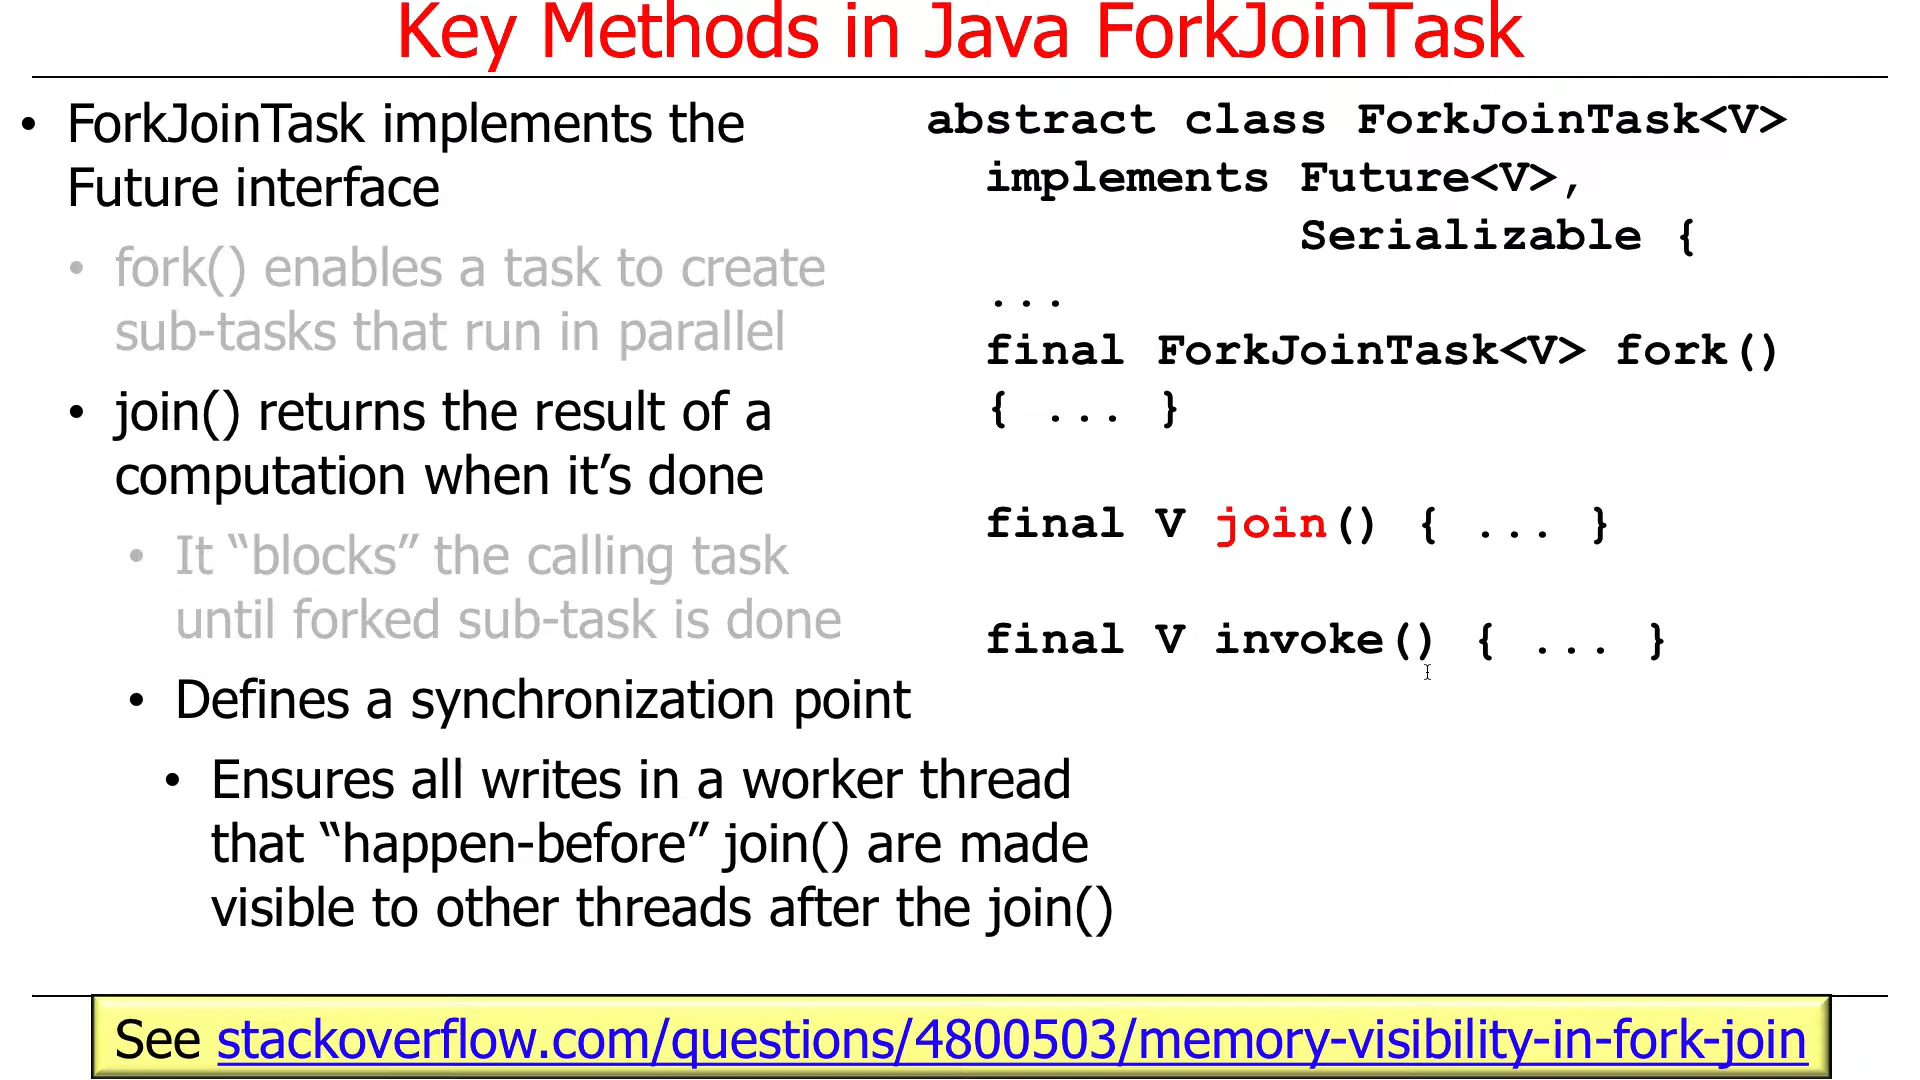 Key Methods in Java ForkJoinTask
• ForkJoinTask implements the
Future interface
• fork() enables a task to create
sub-tasks that run in parallel
• join() returns the result of a
computation when it’s done
• It “blocks” the calling task
until forked sub-task is done
• Defines a synchronization point
• Ensures all writes in a worker thread
that “happen-before” join() are made
visible to other threads after the join()
abstract class ForkJoinTask<V>
implements Future<V>,
Serializable {
...
final ForkJoinTask<V> fork()
{ ... }
final V join() { ... }
final V invoke() { ... }
See stackoverflow.com/questions/4800503/memory-visibility-in-fork-join